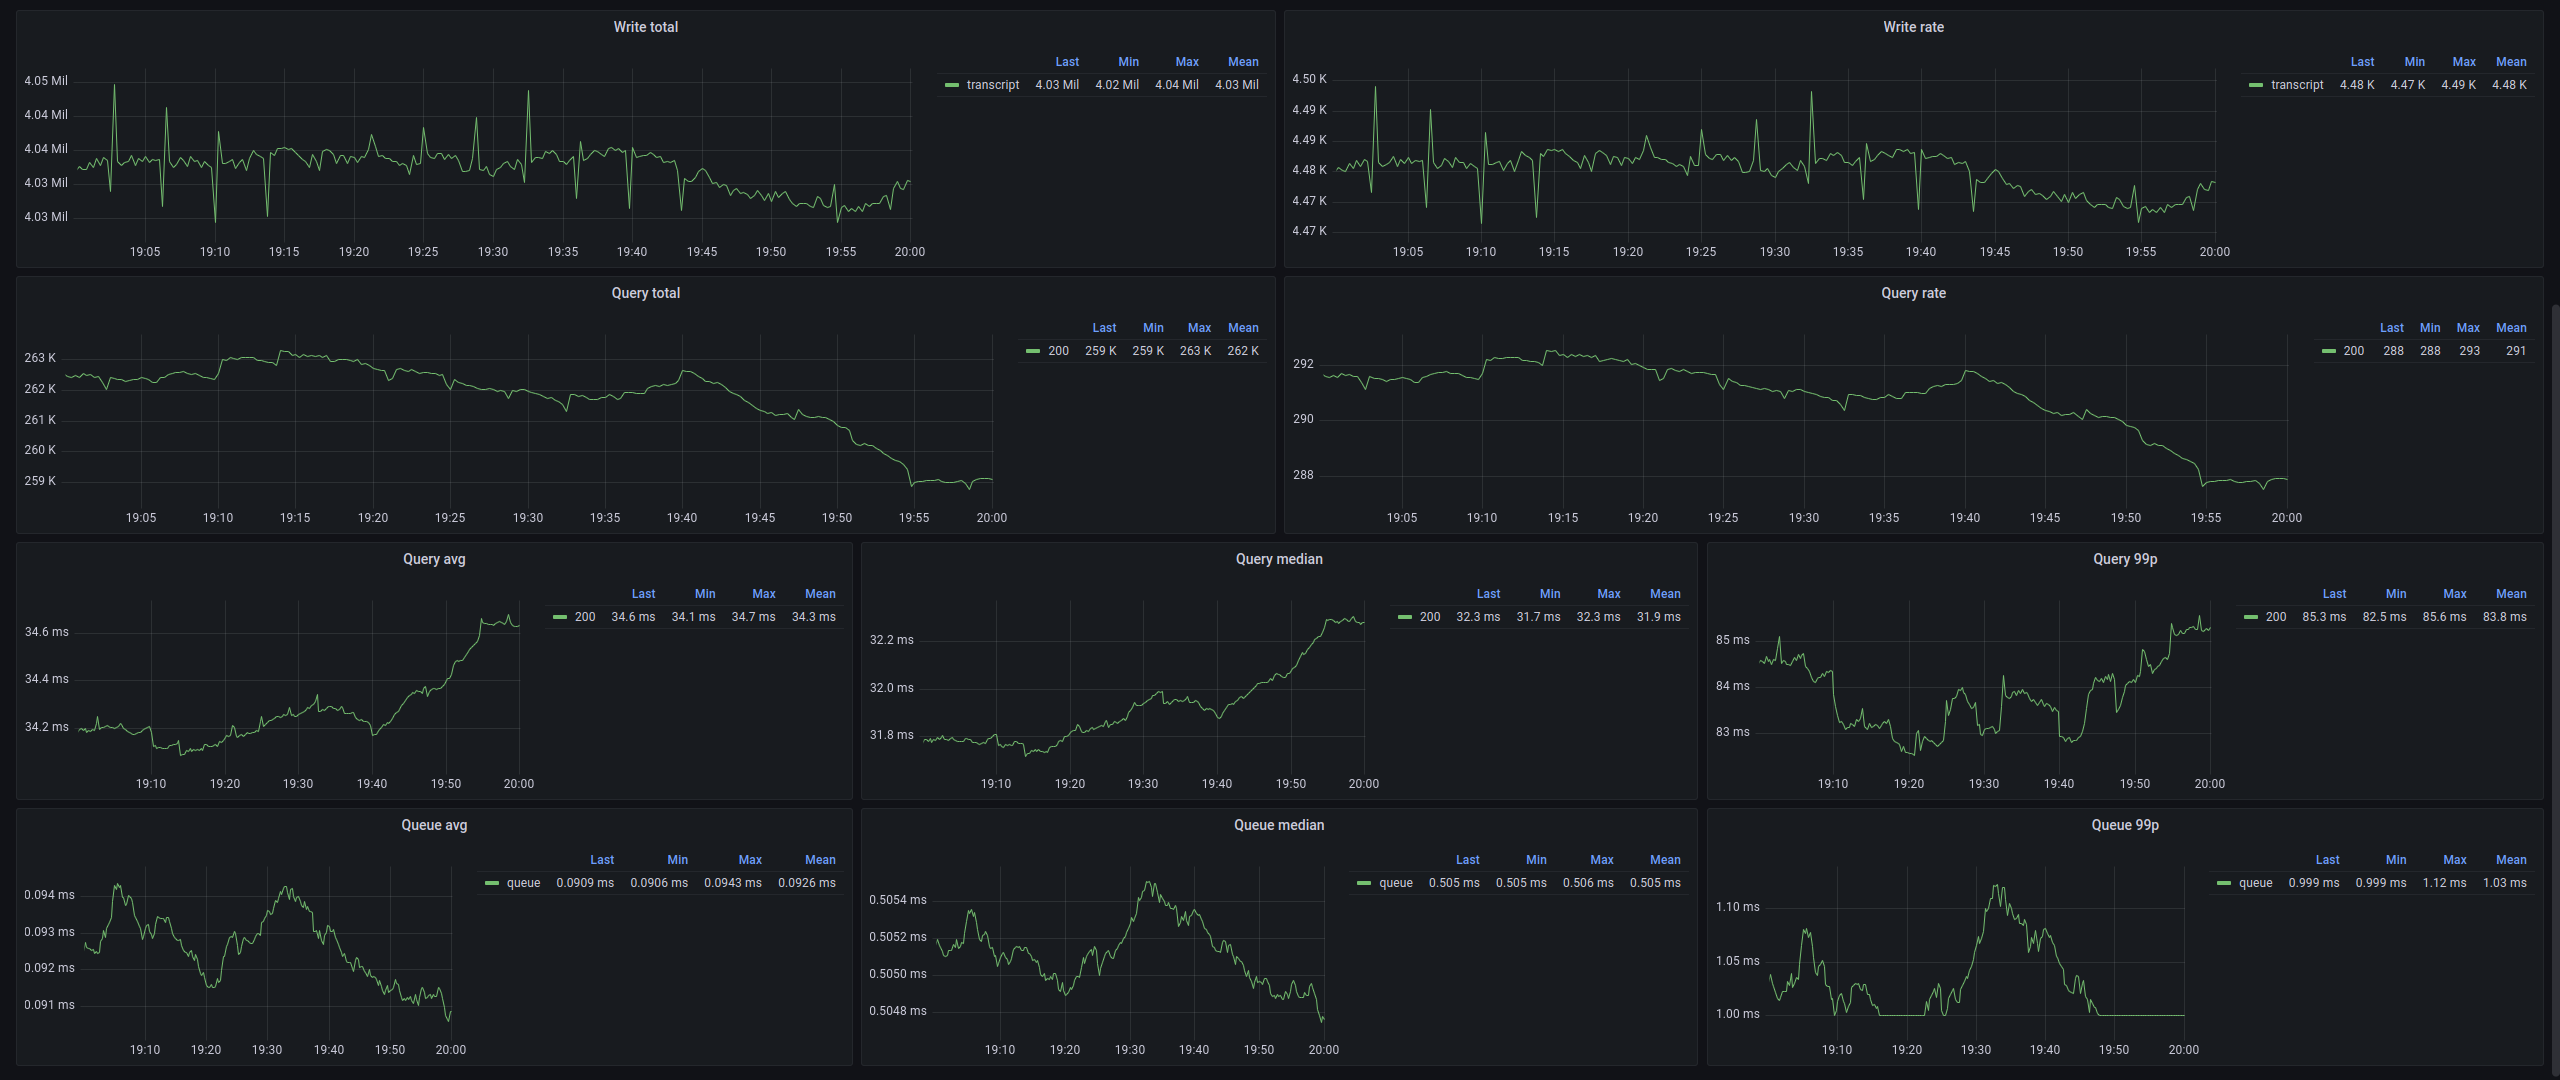 Write total
Last Min Max Mean
transcript 4.03 Mil 4.02 Mil 4.04 Mil 4.03 Mil
4.05 Mil
4.04 Mil
4.04 Mil
4.03 Mil
4.03 Mil
19:05 19:10 19:15 19:20 19:25 19:30 19:35 19:40 19:45 19:50 19:55 20:00
Write rate
Last Min Max Mean
transcript 4.48 K 4.47 K 4.49 K 4.48 K
4.50 K
4.49 K
4.49 K
4.48 K
4.47 K
4.47 K
19:05 19:10 19:15 19:20 19:25 19:30 19:35 19:40 19:45 19:50 19:55 20:00
Query total
Last Min Max Mean
200 259 K 259 K 263 K 262 K
263 K
262 K
261 K
260 K
259 K
19:05 19:10 19:15 19:20 19:25 19:30 19:35 19:40 19:45 19:50 19:55 20:00
Query rate
Last Min Max Mean
200 288 288 293 291
292
290
288
19:05 19:10 19:15 19:20 19:25 19:30 19:35 19:40 19:45 19:50 19:55 20:00
Query avg
Last Min Max Mean
200 34.6 ms 34.1 ms 34.7 ms 34.3 ms
34.6 ms
34.4 ms
34.2 ms
19:10 19:20 19:30 19:40 19:50 20:00
Query median
Last Min Max Mean
200 32.3 ms 31.7 ms 32.3 ms 31.9 ms
32.2 ms
32.0 ms
31.8 ms
19:10 19:20 19:30 19:40 19:50 20:00
Query 99p
Last Min Max Mean
200 85.3 ms 82.5 ms 85.6 ms 83.8 ms
85 ms
84 ms
83 ms
19:10 19:20 19:30 19:40 19:50 20:00
Queue avg
Last Min Max Mean
queue 0.0909 ms 0.0906 ms 0.0943 ms 0.0926 ms
0.094 ms
0.093 ms
0.092 ms
0.091 ms
19:10 19:20 19:30 19:40 19:50 20:00
Queue median
Last Min Max Mean
queue 0.505 ms 0.505 ms 0.506 ms 0.505 ms
0.5054 ms
0.5052 ms
0.5050 ms
0.5048 ms
19:10 19:20 19:30 19:40 19:50 20:00
Queue 99p
Last Min Max Mean
queue 0.999 ms 0.999 ms 1.12 ms 1.03 ms
1.10 ms
1.05 ms
1.00 ms
19:10 19:20 19:30 19:40 19:50 20:00